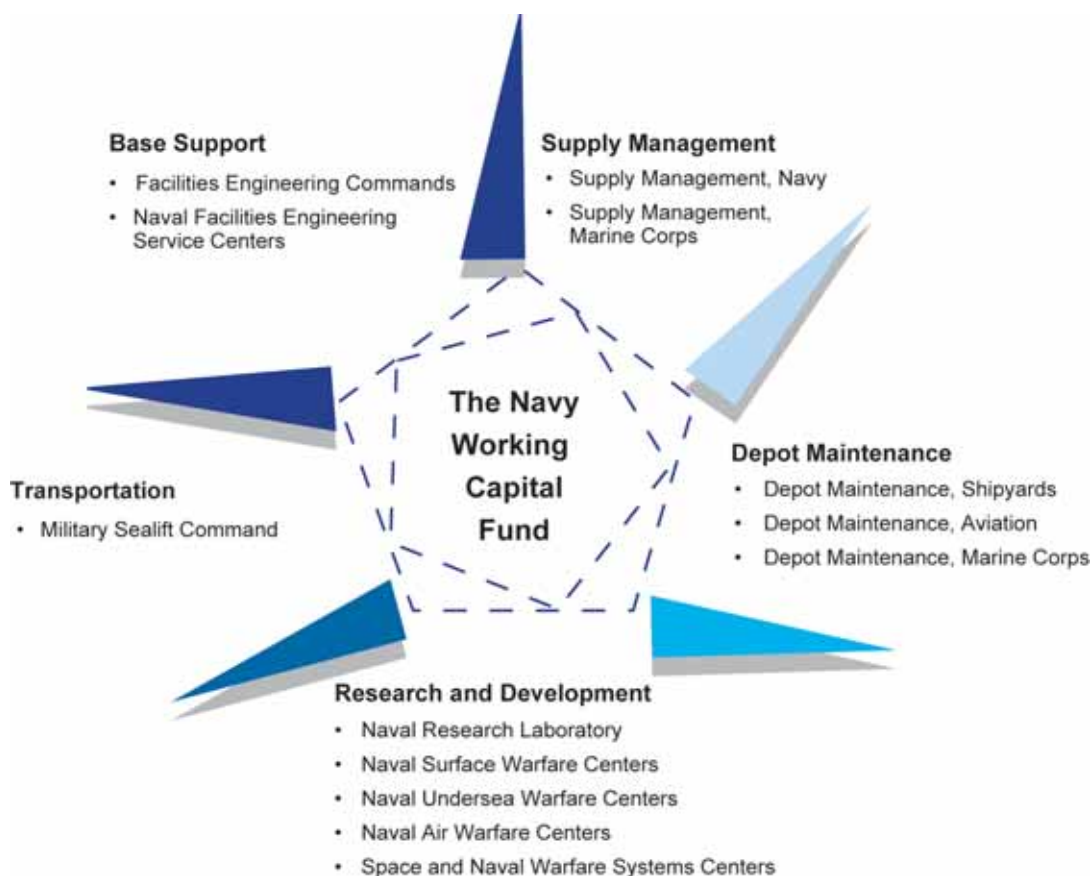 Base Support
• Facilities Engineering Commands
• Naval Facilities Engineering
Service Centers
Supply Management
• Supply Management, Navy
• Supply Management,
Marine Corps
The Navy
Working
Capital
Fund
Depot Maintenance
• Depot Maintenance, Shipyards
• Depot Maintenance, Aviation
• Depot Maintenance, Marine Corps
Transportation
• Military Sealift Command
Research and Development
• Naval Research Laboratory
• Naval Surface Warfare Centers
• Naval Undersea Warfare Centers
• Naval Air Warfare Centers
• Space and Naval Warfare Systems Centers